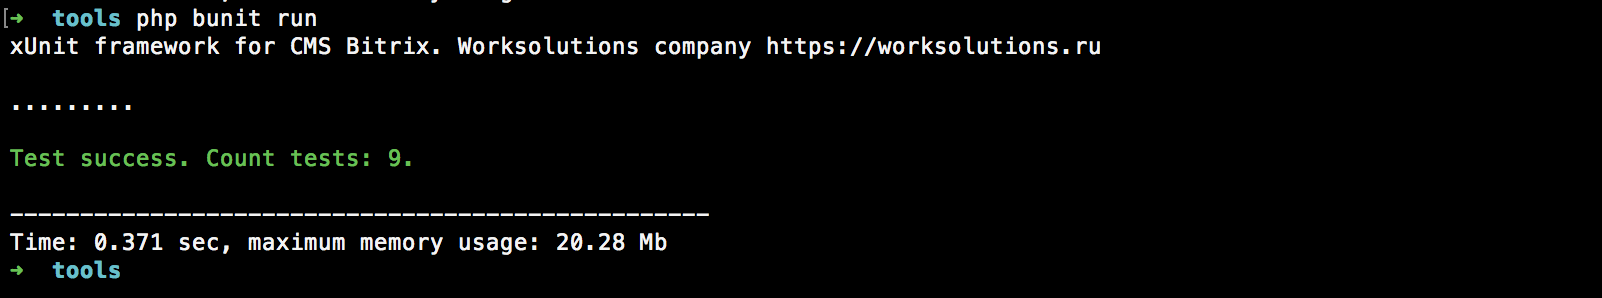 ➜ tools php bunit run
xUnit framework for CMS Bitrix. Worksolutions company https://worksolutions.ru
.........
Test success. Count tests: 9.
--------------------------------------------------
Time: 0.371 sec, maximum memory usage: 20.28 Mb
➜ tools